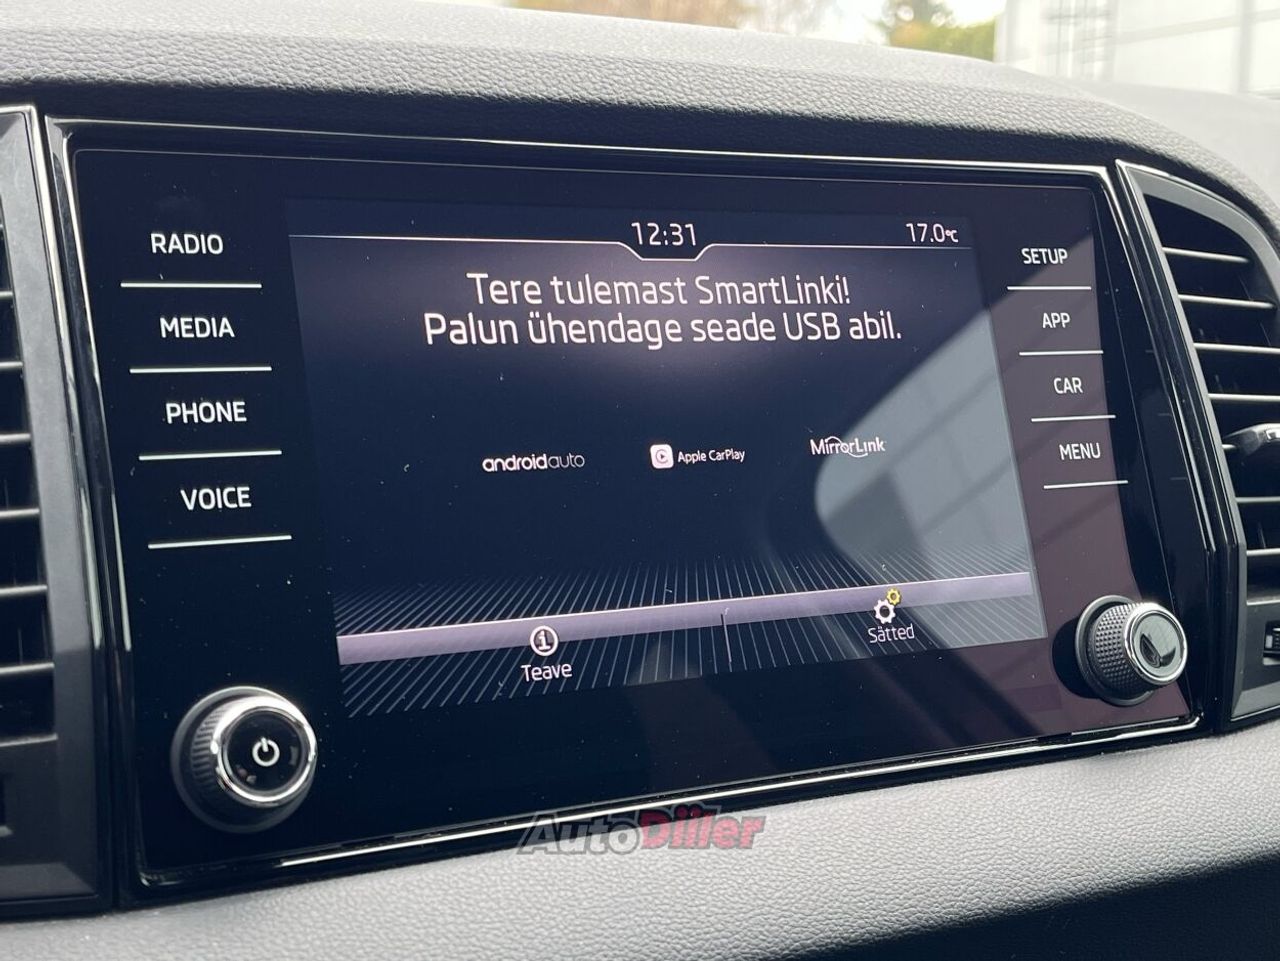 RADIO
MEDIA
PHONE
VOICE
12:31
17.0°C
Tere tulemast SmartLinki!
Palun ühendage seade USB abil.
androidauto
Apple CarPlay
MirrorLink
Teave
Sätted
SETUP
APP
CAR
MENU
AutoDiiler